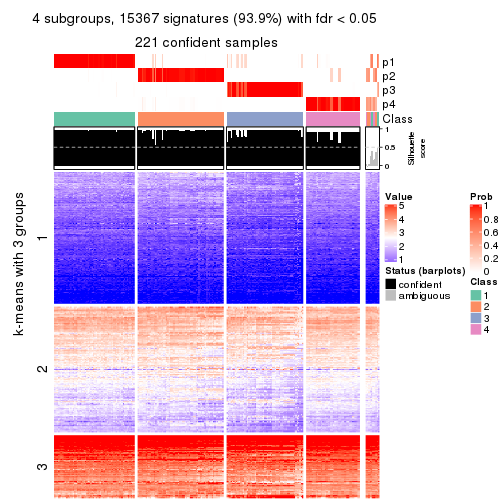 4 subgroups, 15367 signatures (93.9%) with fdr < 0.05
221 confident samples
p1
p2
p3
p4
Class
1
0.5
0
Silhouette
score
k-means with 3 groups
1
2
3
Value
5
4
3
2
1
Status (barplots)
confident
ambiguous
Prob
1
0.8
0.6
0.4
0.2
0
Class
1
2
3
4